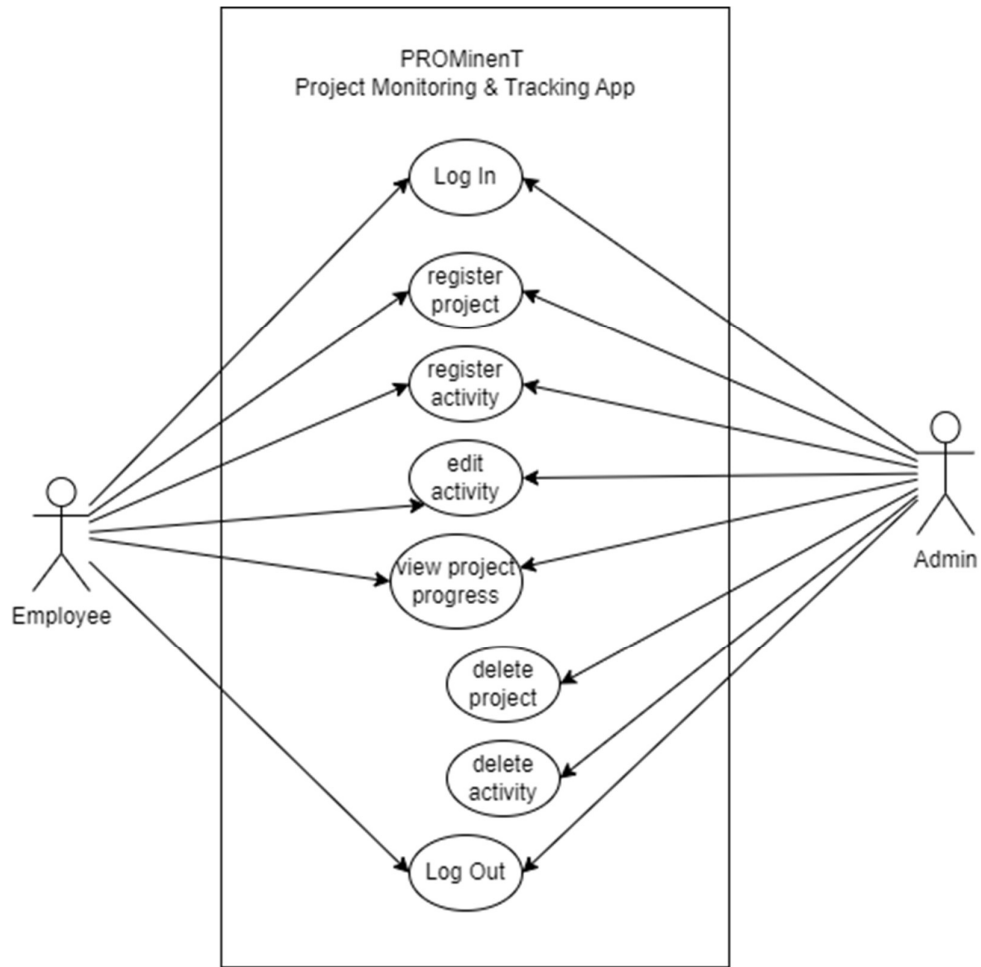 PROMinenT
Project Monitoring & Tracking App
Log In
register
project
register
activity
edit
activity
view project
progress
delete
project
delete
activity
Log Out
Employee
Admin